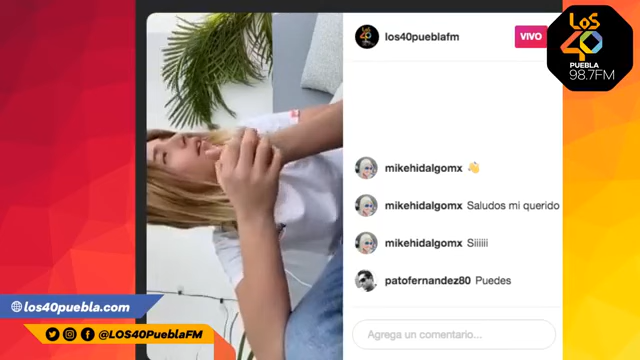 los40pueblafm
VIVO
LOS
40
PUEBLA
98.7FM
mikehidalgomx 👏
mikehidalgomx Saludos mi querido
mikehidalgomx Siiiiii
patofernandez80 Puedes
Agrega un comentario...
los40puebla.com
@LOS40PueblaFM